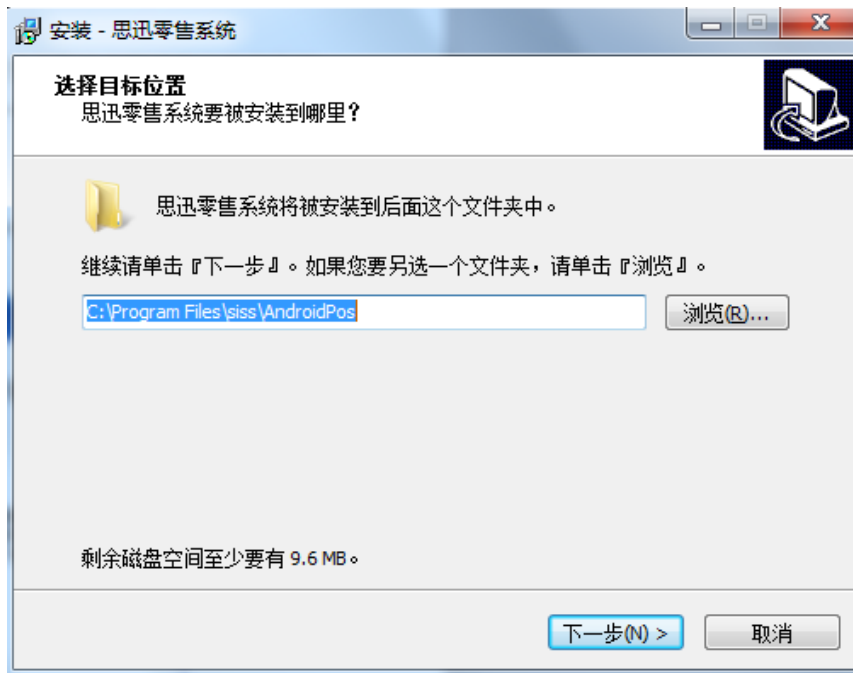 安装 - 思迅零售系统
选择目标位置
思迅零售系统要被安装到哪里?
思迅零售系统将被安装到后面这个文件夹中。
继续请单击『下一步』。如果您要另选一个文件夹，请单击『浏览』。
C:\Program Files\siss\AndroidPos
浏览(R)...
剩余磁盘空间至少要有 9.6 MB。
下一步(N) >
取消